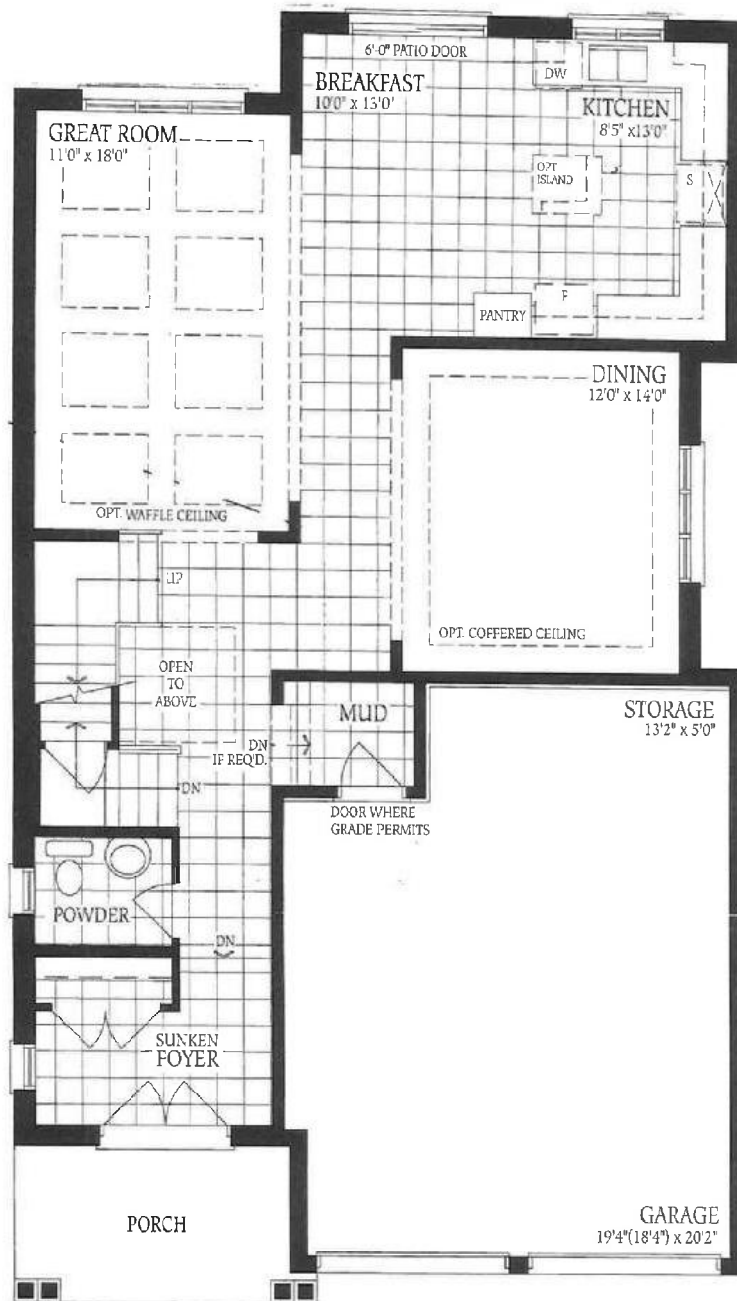 6'-0" PATIO DOOR
BREAKFAST
10'0" x 13'0"
DW
KITCHEN
8'5" x13'0"
GREAT ROOM
11'0" x 18'0"
OPT
ISLAND
S
PANTRY
F
DINING
12'0" x 14'0"
OPT. WAFFLE CEILING
UP
OPT. COFFERED CEILING
OPEN
TO
ABOVE
MUD
STORAGE
13'2" x 5'0"
DN
IF REQ'D.
DN
DOOR WHERE
GRADE PERMITS
POWDER
DN
SUNKEN
FOYER
PORCH
GARAGE
19'4"(18'4") x 20'2"